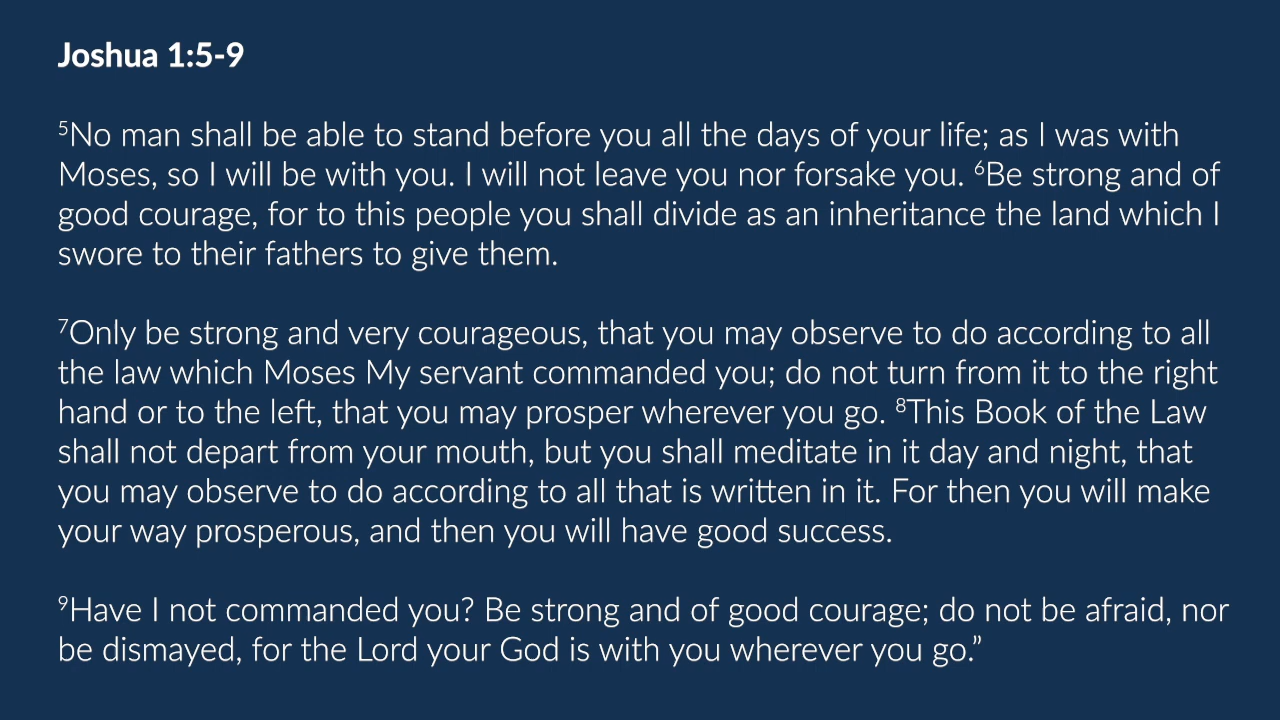 Joshua 1:5-9
⁵No man shall be able to stand before you all the days of your life; as I was with
Moses, so I will be with you. I will not leave you nor forsake you. ⁶Be strong and of
good courage, for to this people you shall divide as an inheritance the land which I
swore to their fathers to give them.
⁷Only be strong and very courageous, that you may observe to do according to all
the law which Moses My servant commanded you; do not turn from it to the right
hand or to the left, that you may prosper wherever you go. ⁸This Book of the Law
shall not depart from your mouth, but you shall meditate in it day and night, that
you may observe to do according to all that is written in it. For then you will make
your way prosperous, and then you will have good success.
⁹Have I not commanded you? Be strong and of good courage; do not be afraid, nor
be dismayed, for the Lord your God is with you wherever you go.”